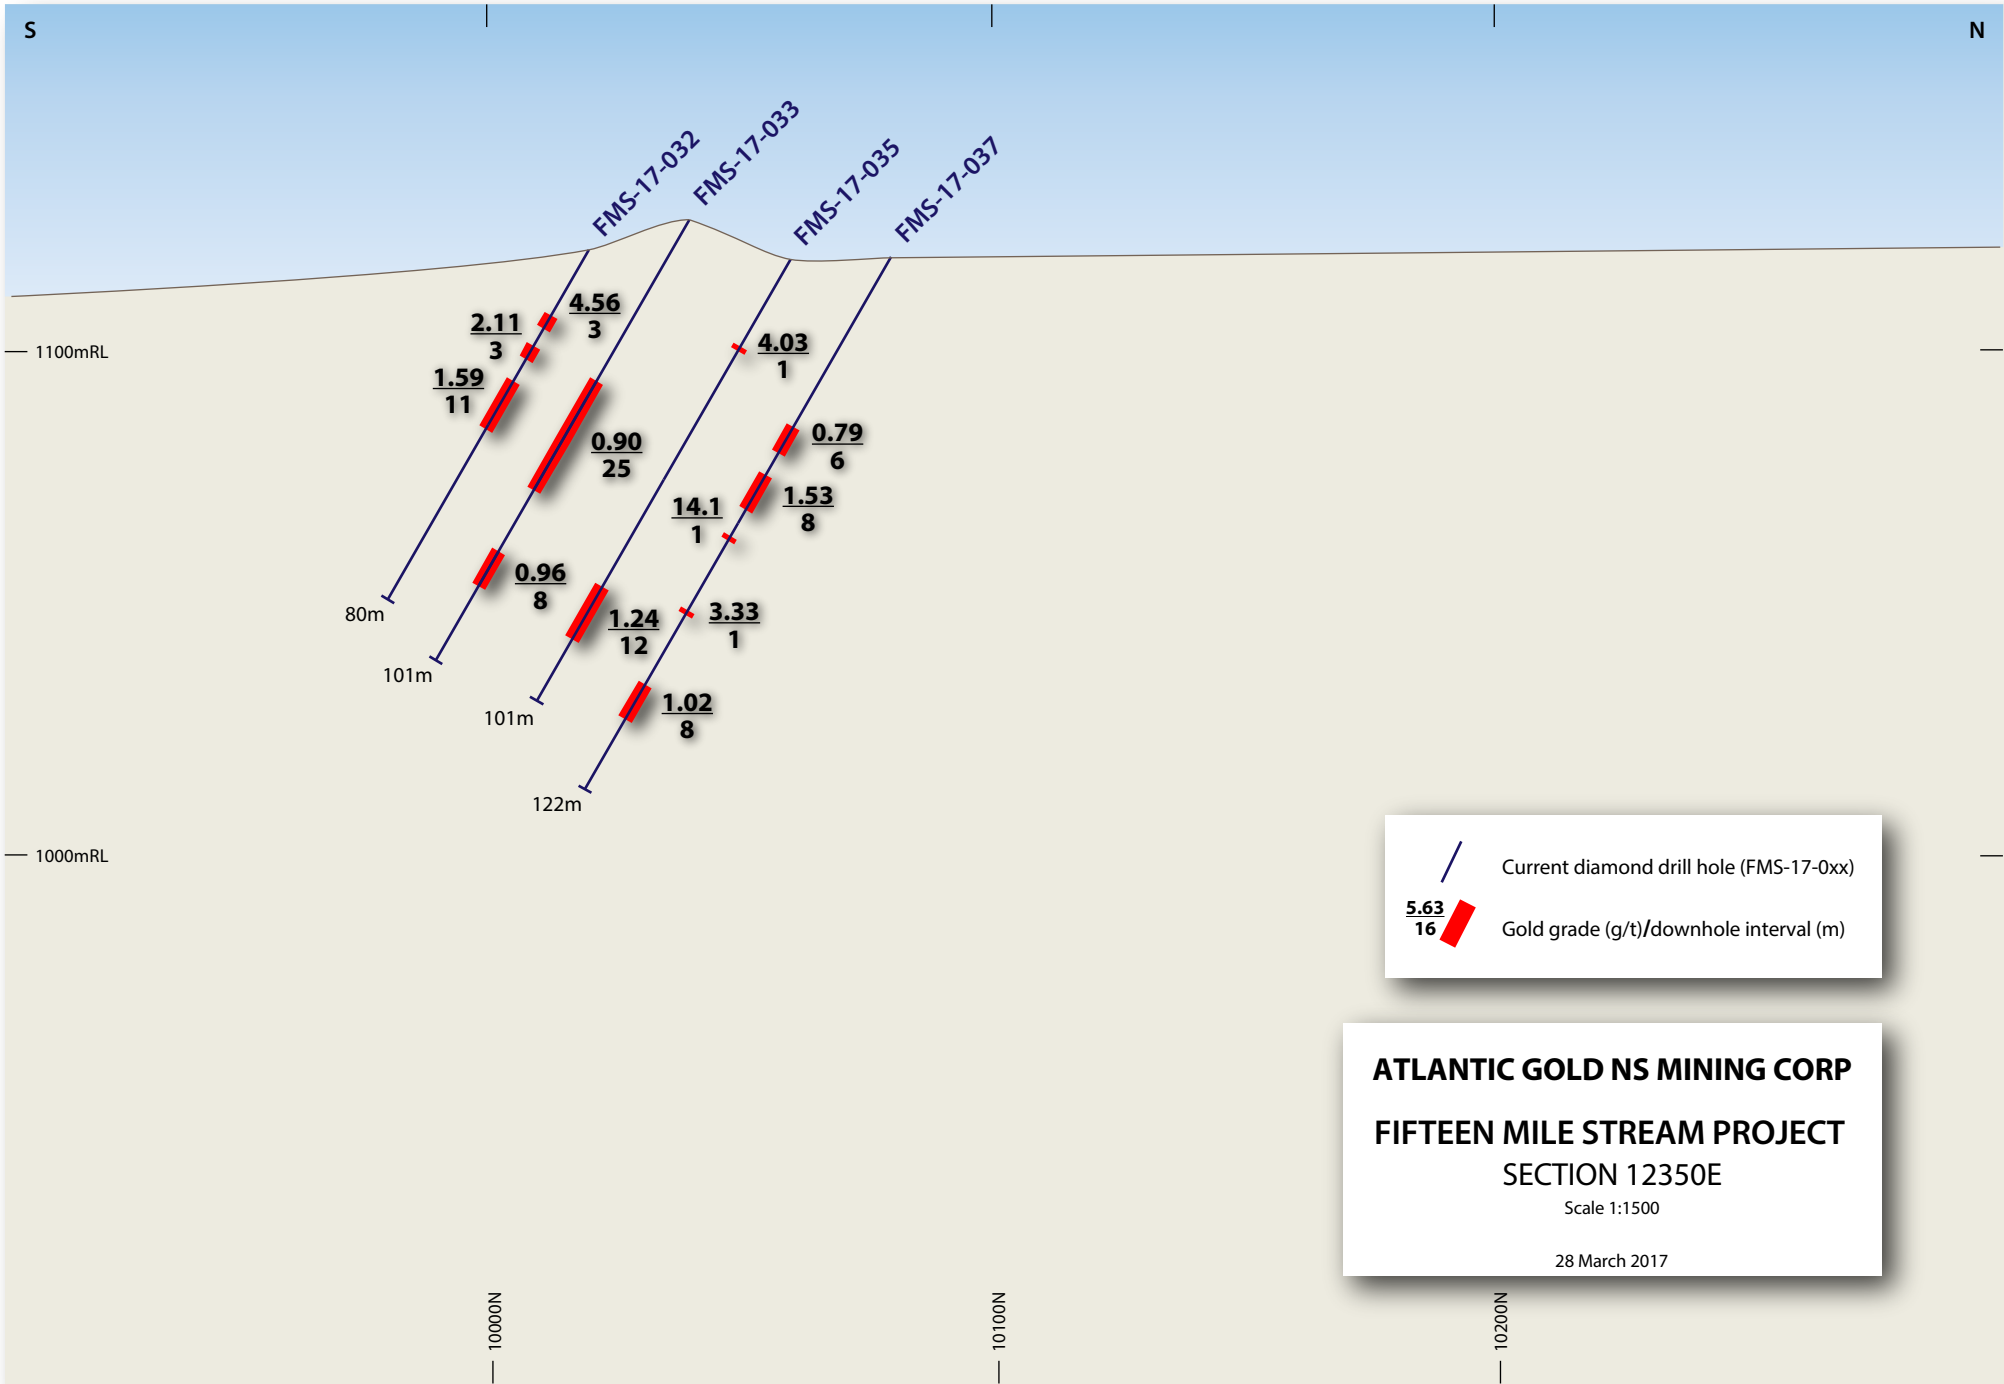 S
N
FMS-17-032
FMS-17-033
FMS-17-035
FMS-17-037
4.56
3
2.11
3
1100mRL
4.03
1
1.59
11
0.90
25
0.79
6
1.53
8
14.1
1
0.96
8
1.24
12
3.33
1
80m
101m
101m
1.02
8
122m
1000mRL
Current diamond drill hole (FMS-17-0xx)
5.63
16
Gold grade (g/t)/downhole interval (m)
ATLANTIC GOLD NS MINING CORP
FIFTEEN MILE STREAM PROJECT
SECTION 12350E
Scale 1:1500
28 March 2017
10000N
10100N
10200N